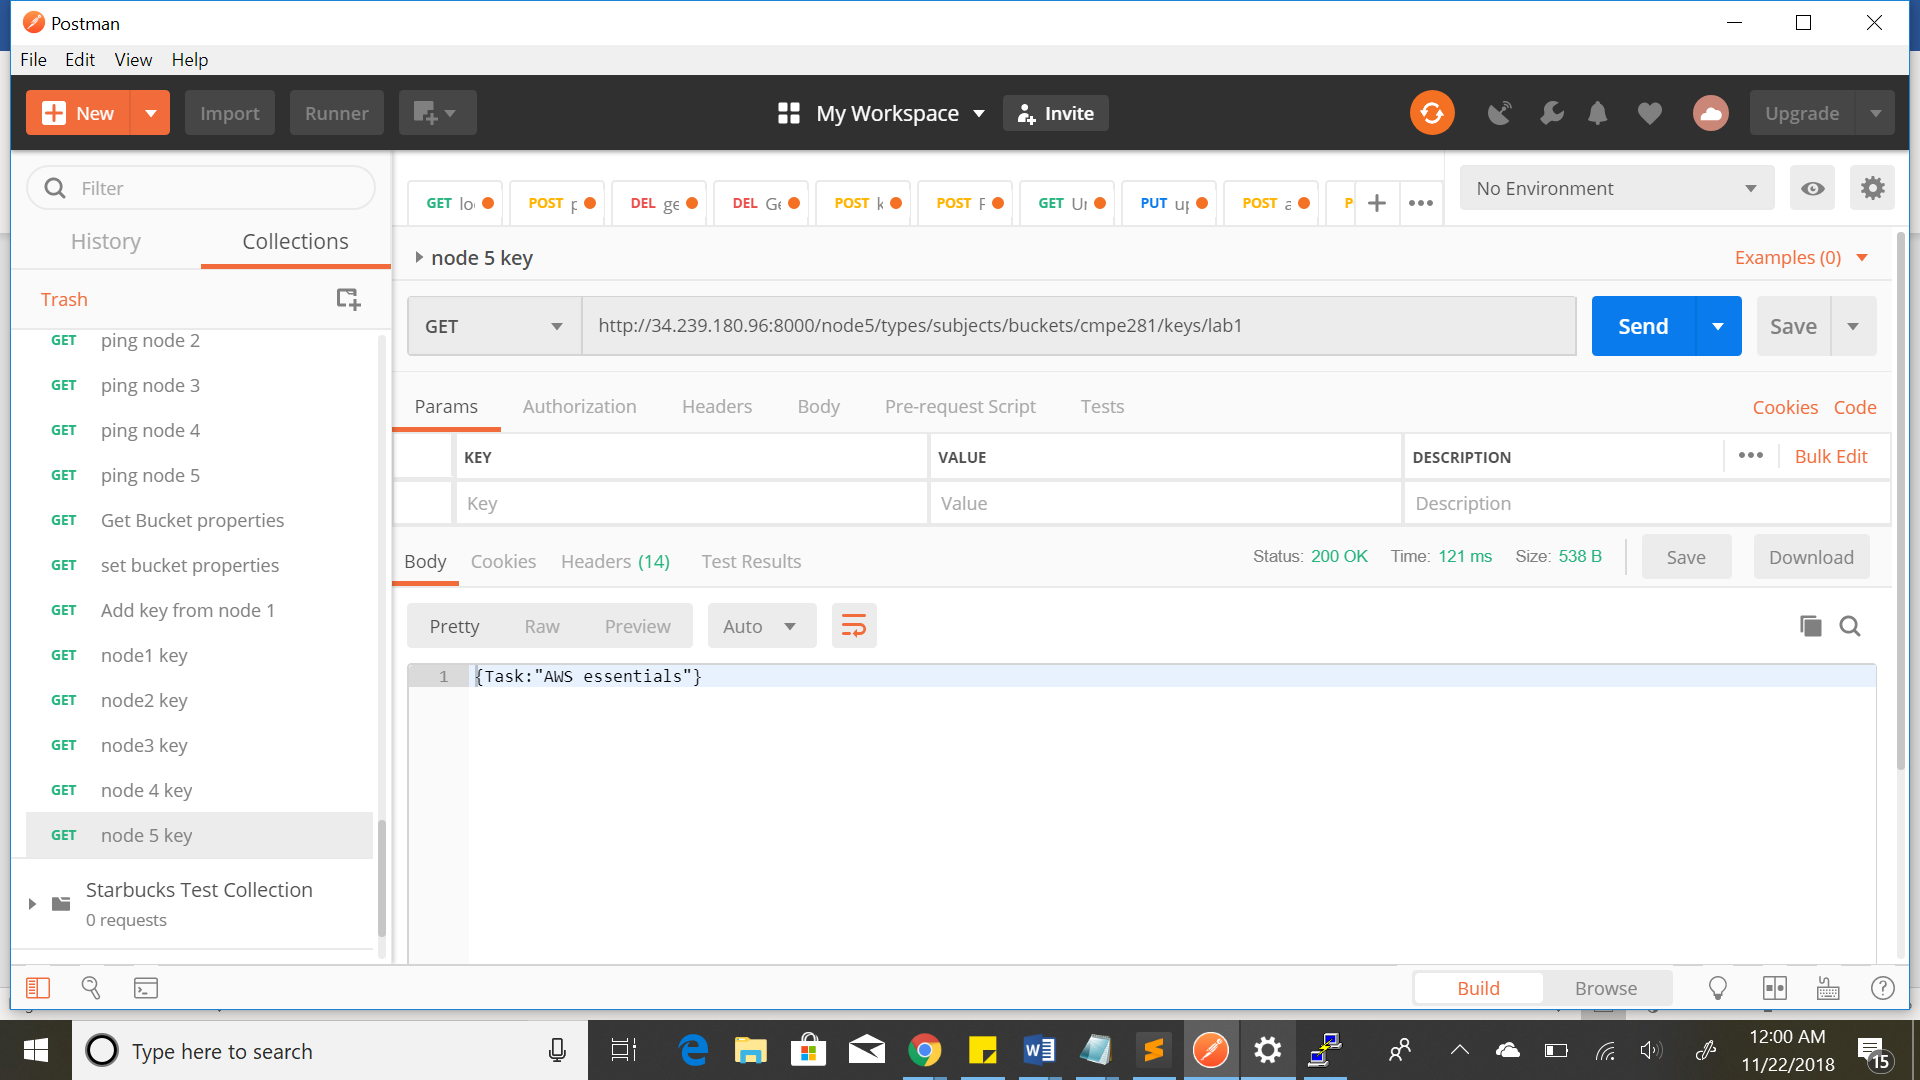 Postman
File Edit View Help
New Import Runner My Workspace Invite Upgrade
Filter
History Collections
Trash
GET ping node 2
GET ping node 3
GET ping node 4
GET ping node 5
GET Get Bucket properties
GET set bucket properties
GET Add key from node 1
GET node1 key
GET node2 key
GET node3 key
GET node 4 key
GET node 5 key
Starbucks Test Collection
0 requests
GET POST DEL DEL POST POST GET PUT POST
No Environment
node 5 key
Examples (0)
GET http://34.239.180.96:8000/node5/types/subjects/buckets/cmpe281/keys/lab1 Send Save
Params Authorization Headers Body Pre-request Script Tests Cookies Code
KEY VALUE DESCRIPTION Bulk Edit
Key Value Description
Body Cookies Headers (14) Test Results Status: 200 OK Time: 121 ms Size: 538 B Save Download
Pretty Raw Preview Auto
1 {Task:"AWS essentials"}
Build Browse
Type here to search
12:00 AM
11/22/2018
15